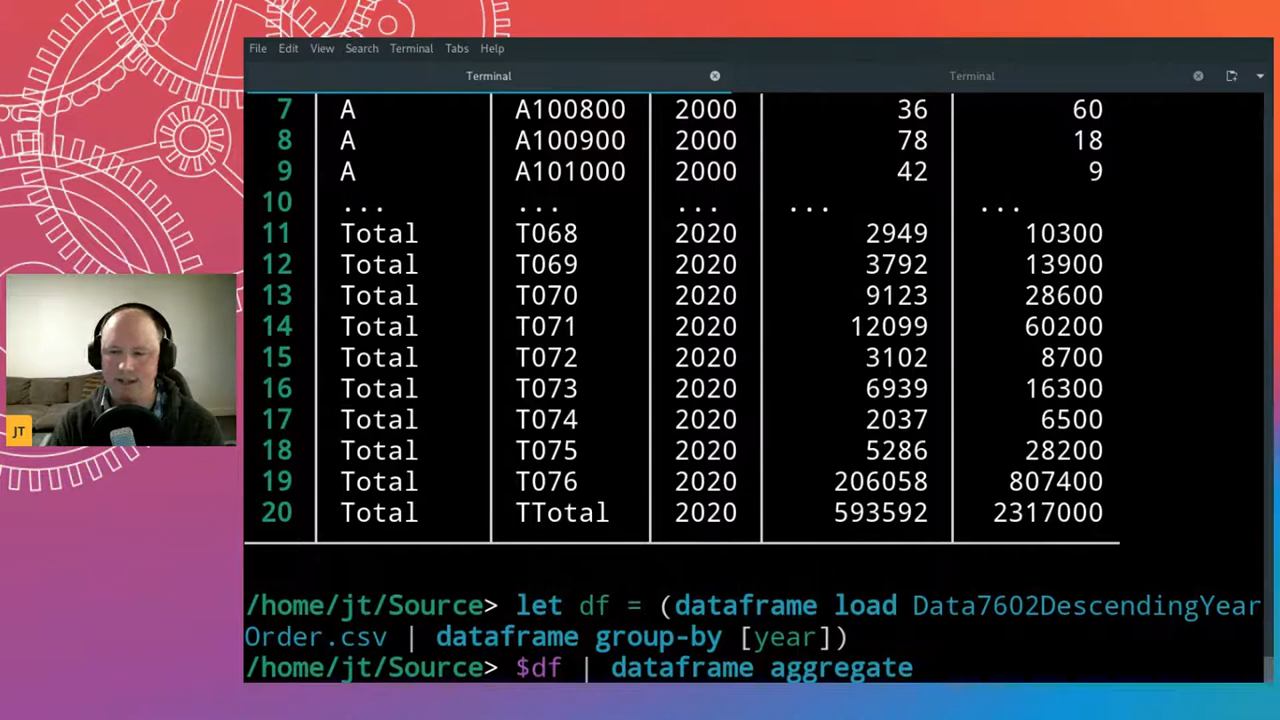 File Edit View Search Terminal Tabs Help
Terminal Terminal
7 A A100800 2000 36 60
8 A A100900 2000 78 18
9 A A101000 2000 42 9
10 ... ... ... ... ...
11 Total T068 2020 2949 10300
12 Total T069 2020 3792 13900
13 Total T070 2020 9123 28600
14 Total T071 2020 12099 60200
15 Total T072 2020 3102 8700
16 Total T073 2020 6939 16300
17 Total T074 2020 2037 6500
18 Total T075 2020 5286 28200
19 Total T076 2020 206058 807400
20 Total TTotal 2020 593592 2317000
/home/jt/Source> let df = (dataframe load Data7602DescendingYear
Order.csv | dataframe group-by [year])
/home/jt/Source> $df | dataframe aggregate
JT